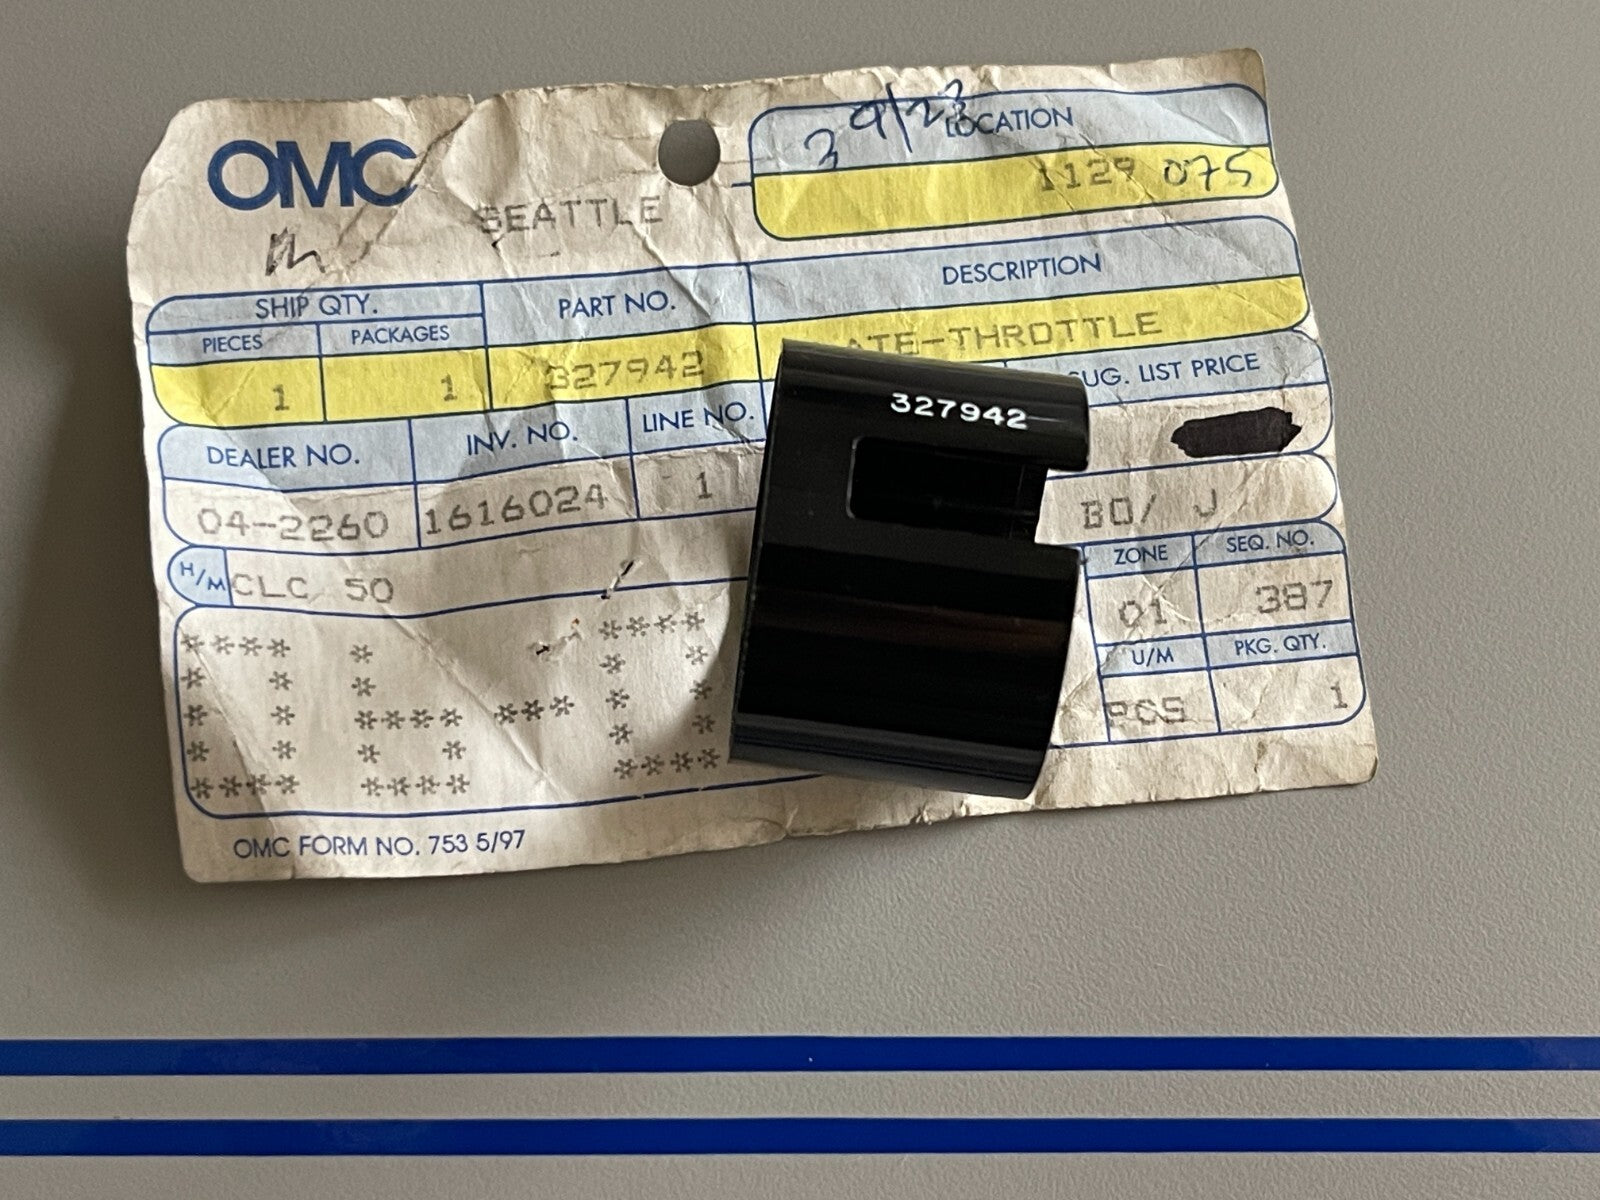 OMC
SEATTLE
39/23 LOCATION
1129 075
SHIP QTY.
PIECES PACKAGES
PART NO.
DESCRIPTION
1 1 327942 ATE-THROTTLE
DEALER NO. INV. NO. LINE NO. SUG. LIST PRICE
04-2260 1616024 1
327942
BO/ J
H/M CLC 50
ZONE SEQ. NO.
01 387
U/M PKG. QTY.
PCS 1
OMC FORM NO. 753 5/97